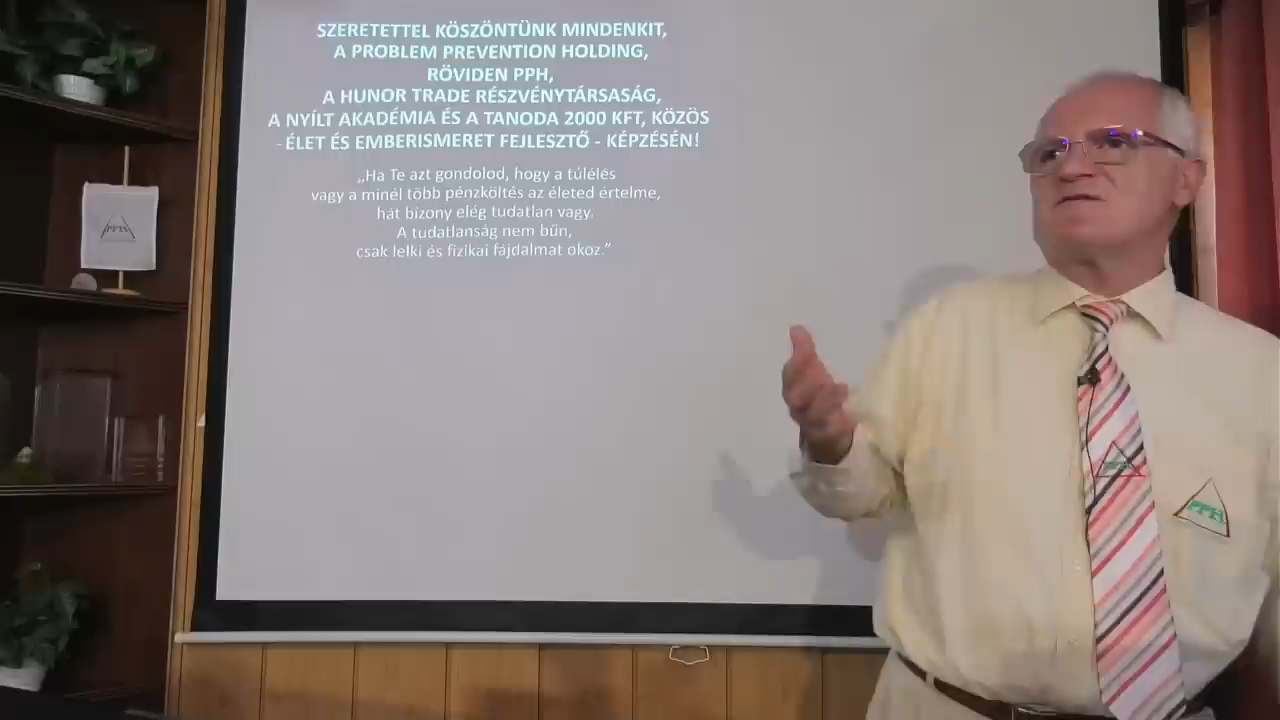 SZERETETTEL KÖSZÖNTÜNK MINDENKIT,
A PROBLEM PREVENTION HOLDING,
RÖVIDEN PPH,
A HUNOR TRADE RÉSZVÉNYTÁRSASÁG,
A NYÍLT AKADÉMIA ÉS A TANODA 2000 KFT, KÖZÖS
- ÉLET ÉS EMBERISMERET FEJLESZTŐ - KÉPZÉSÉN!
„Ha Te azt gondolod, hogy a túlélés
vagy a minél több pénzköltés az életed értelme,
hát bizony elég tudatlan vagy.
A tudatlanság nem bűn,
csak lelki és fizikai fájdalmat okoz.”
PPH
PPH
PPH